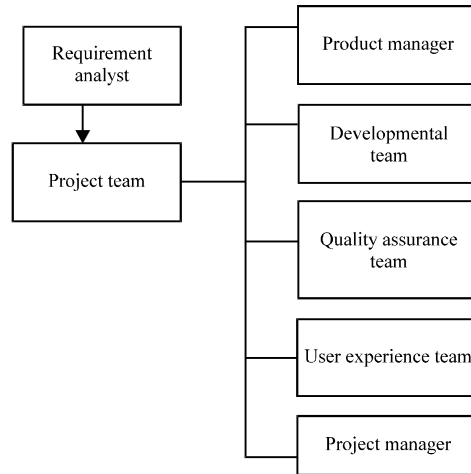 Requirement
analyst
Project team
Product manager
Developmental
team
Quality assurance
team
User experience team
Project manager